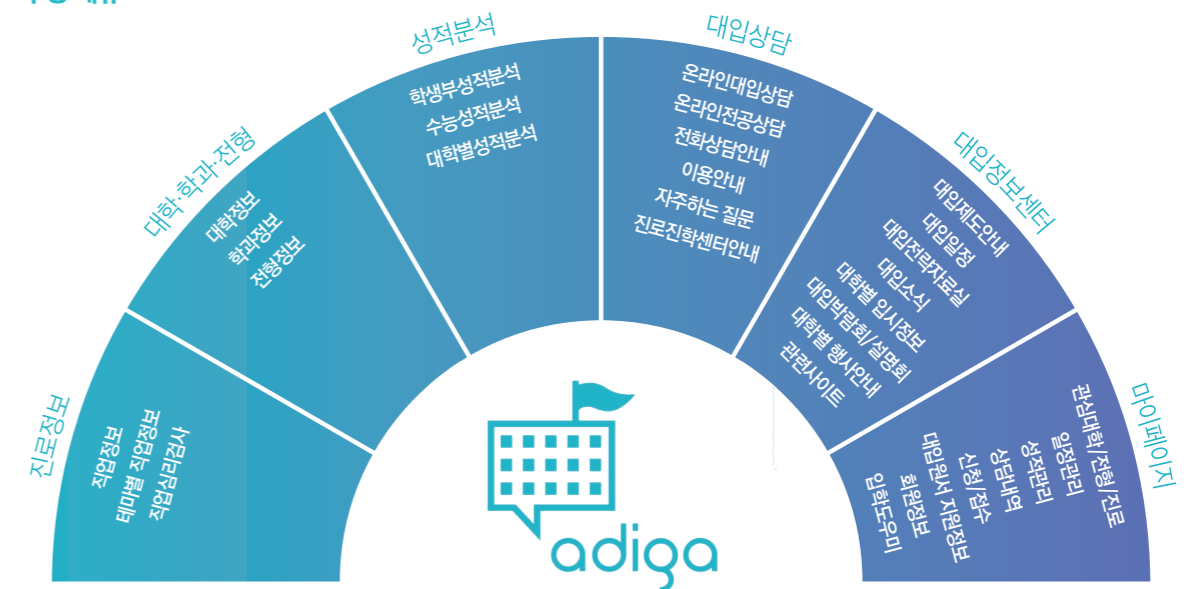 진로정보
직업정보
테마별 직업정보
직업심리검사
대학·학과·전형
대학정보
학과정보
전형정보
성적분석
학생부성적분석
수능성적분석
대학별성적분석
대입상담
온라인대입상담
온라인전공상담
전화상담안내
이용안내
자주하는 질문
진로진학센터안내
대입정보센터
대입제도안내
대입일정
대입전략자료실
대입소식
대학별 입시정보
대입박람회/설명회
대학별 행사안내
관련사이트
마이페이지
관심대학/전형/진로
일정관리
성적관리
상담내역
신청/접수
대입원서 지원정보
회원정보
입학도우미
adiga